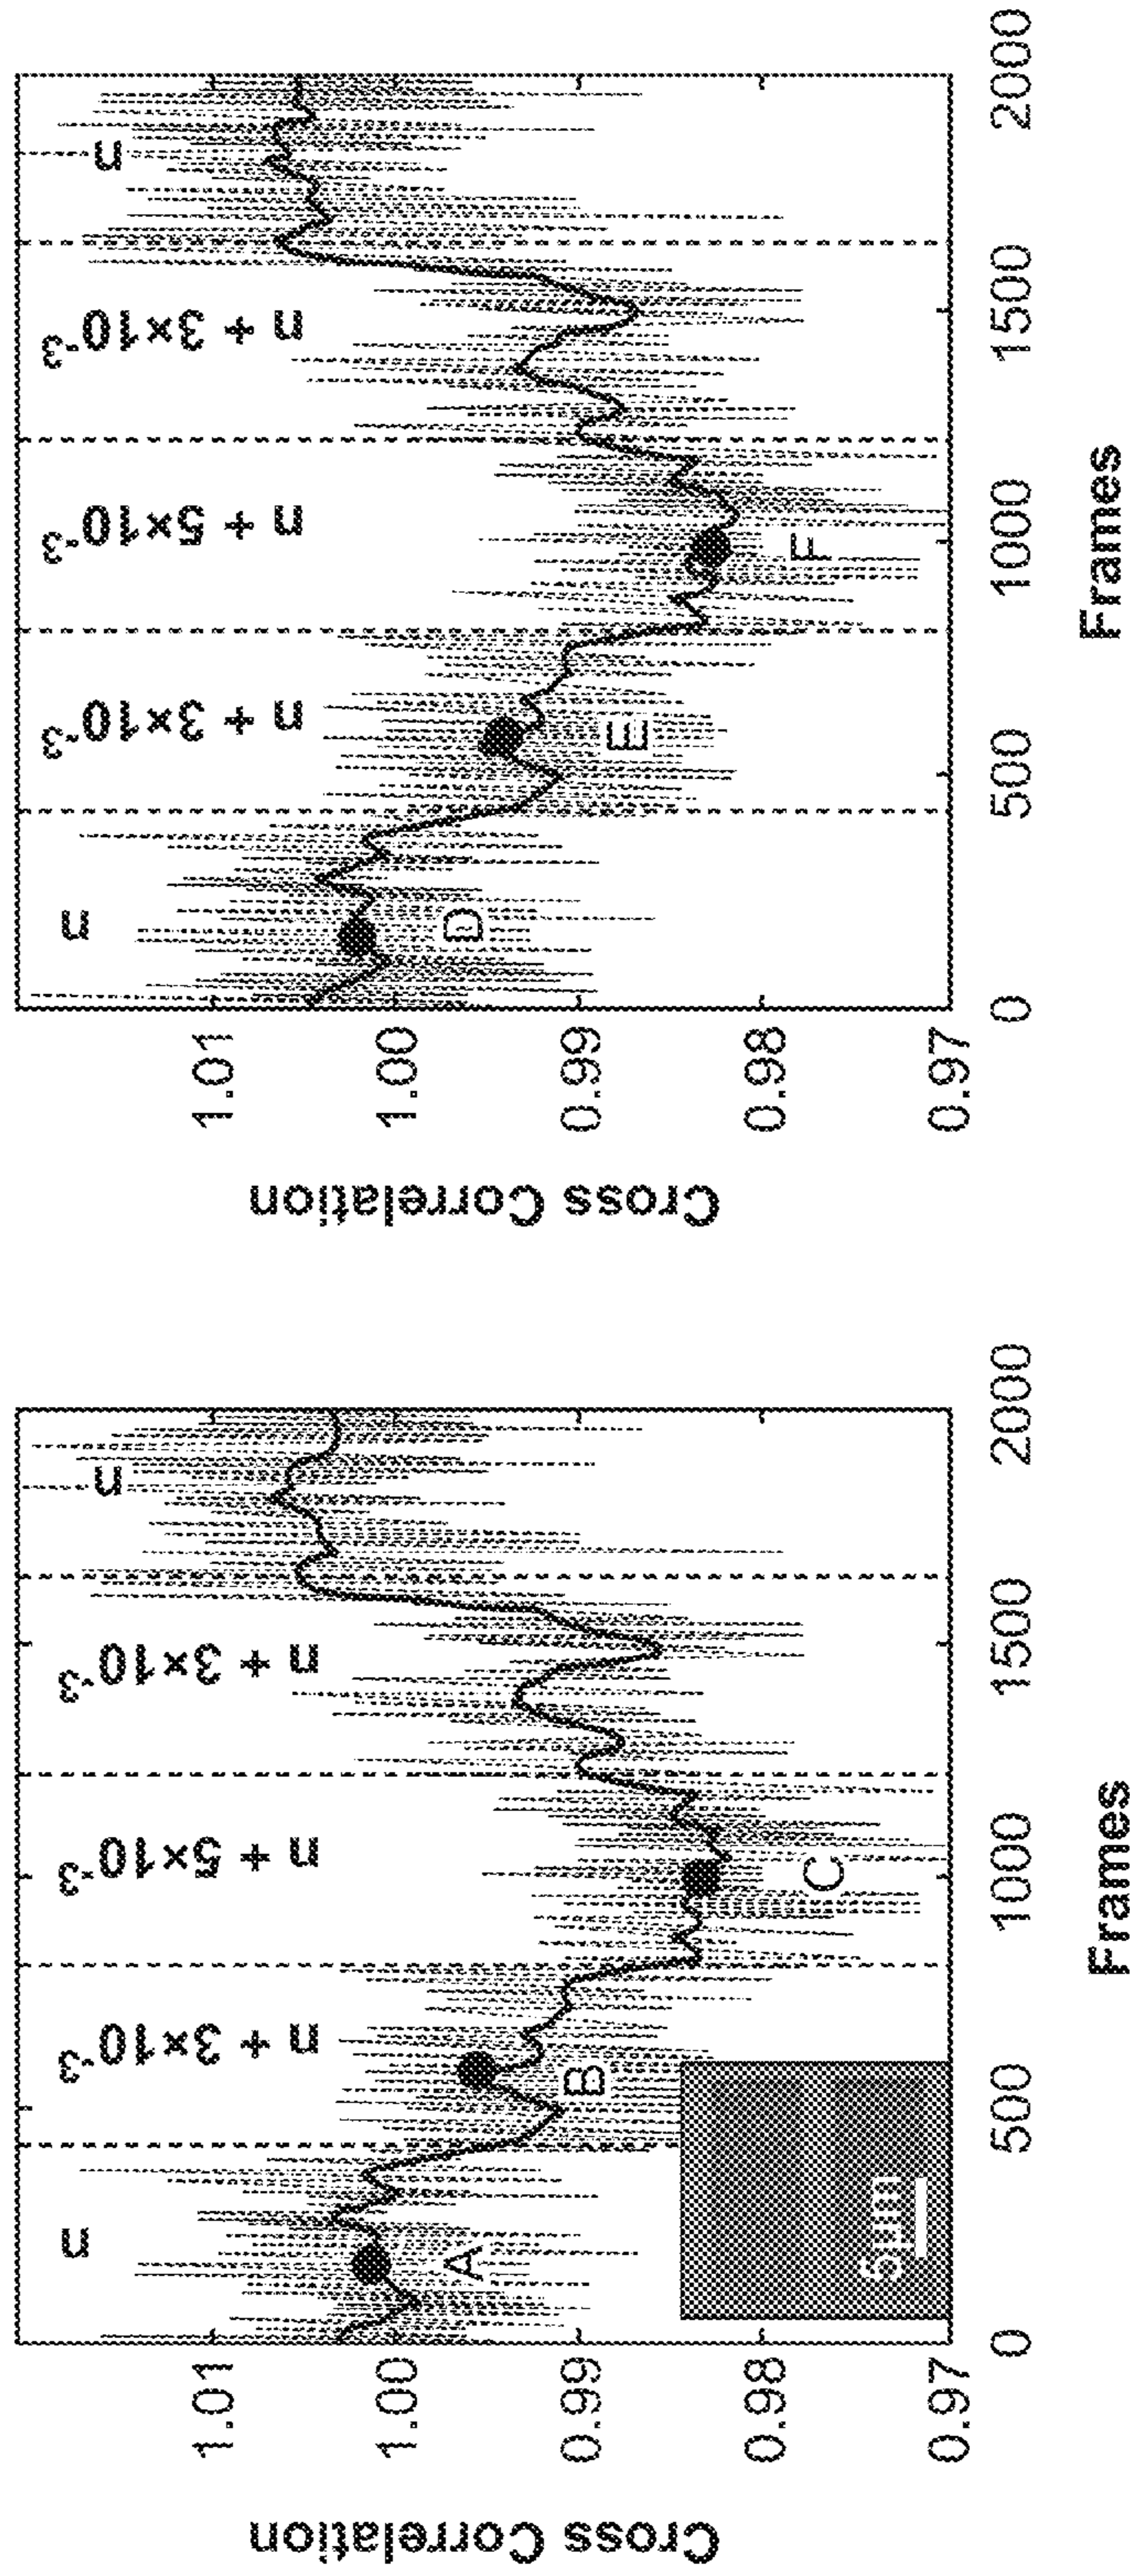 Cross Correlation
1.01
1.00
0.99
0.98
0.97
n
n + 3×10⁻³
n + 5×10⁻³
n + 3×10⁻³
n
A
B
C
5μm
0
500
1000
1500
2000
Frames
Cross Correlation
1.01
1.00
0.99
0.98
0.97
n
n + 3×10⁻³
n + 5×10⁻³
n + 3×10⁻³
n
D
E
F
0
500
1000
1500
2000
Frames